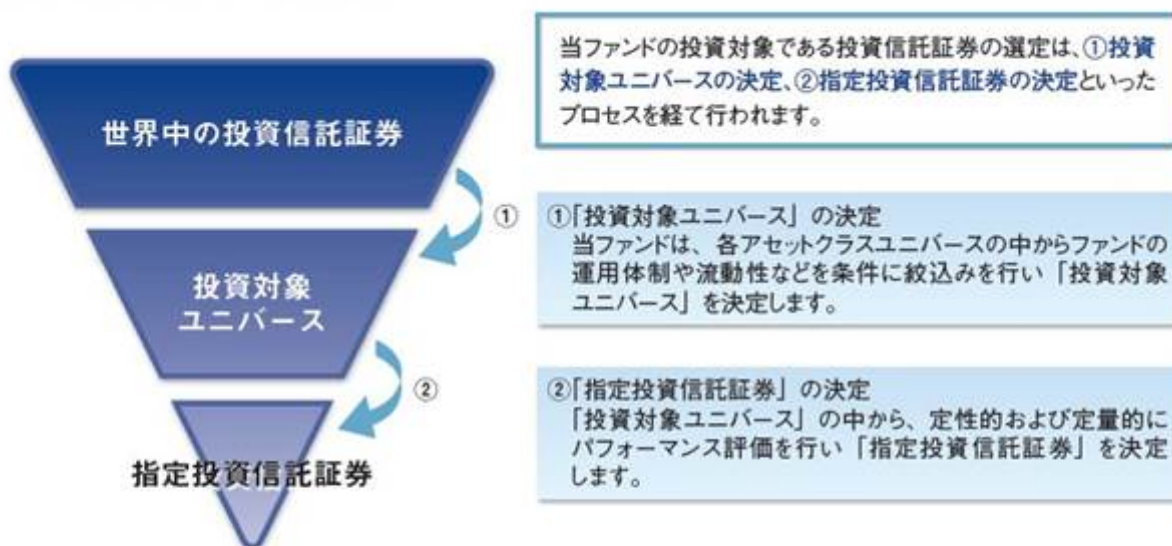 世界中の投資信託証券
①
投資対象
ユニバース
②
指定投資信託証券
当ファンドの投資対象である投資信託証券の選定は、①投資
対象ユニバースの決定、②指定投資信託証券の決定といった
プロセスを経て行われます。
①「投資対象ユニバース」の決定
当ファンドは、各アセットクラスユニバースの中からファンドの
運用体制や流動性などを条件に絞込みを行い「投資対象
ユニバース」を決定します。
②「指定投資信託証券」の決定
「投資対象ユニバース」の中から、定性的および定量的に
パフォーマンス評価を行い「指定投資信託証券」を決定
します。